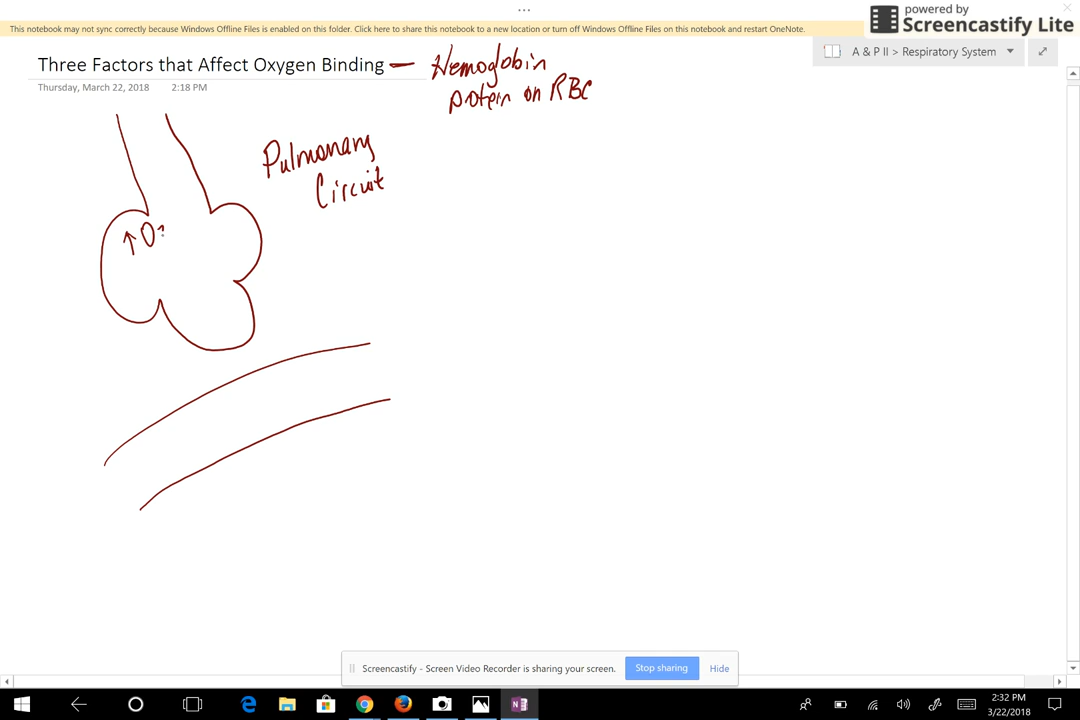 powered by
Screencastify Lite
This notebook may not sync correctly because Windows Offline Files is enabled on this folder. Click here to share this notebook to a new location or turn off Windows Offline Files on this notebook and restart OneNote.
A & P II > Respiratory System
Three Factors that Affect Oxygen Binding — Hemoglobin
protein on RBC
Thursday, March 22, 2018 2:18 PM
Pulmonary
Circuit
↑O2
Screencastify - Screen Video Recorder is sharing your screen. Stop sharing Hide
2:32 PM
3/22/2018